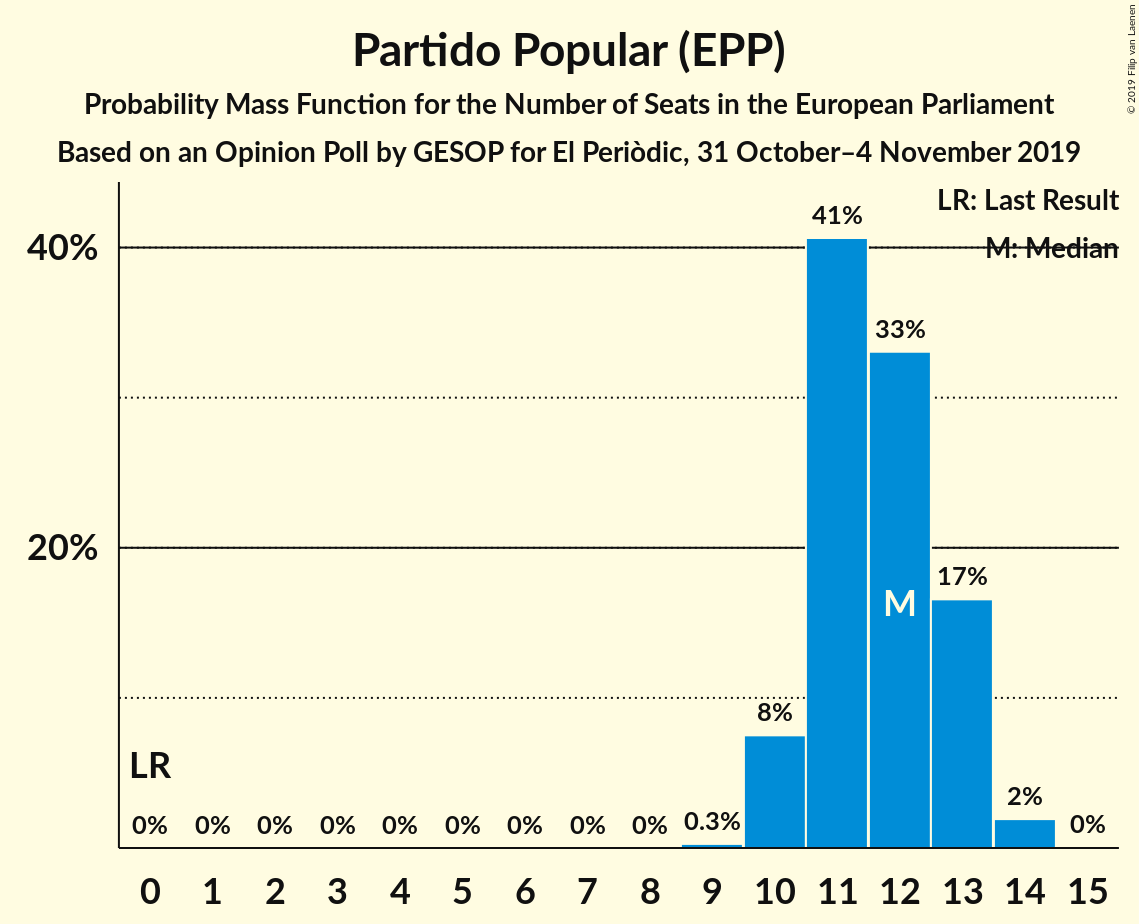 Partido Popular (EPP)
Probability Mass Function for the Number of Seats in the European Parliament
Based on an Opinion Poll by GESOP for El Periòdic, 31 October–4 November 2019
© 2019 Filip van Laenen
LR: Last Result
M: Median
40%
20%
41%
33%
17%
M
8%
2%
LR
0% 0% 0% 0% 0% 0% 0% 0% 0% 0.3% 0%
0 1 2 3 4 5 6 7 8 9 10 11 12 13 14 15